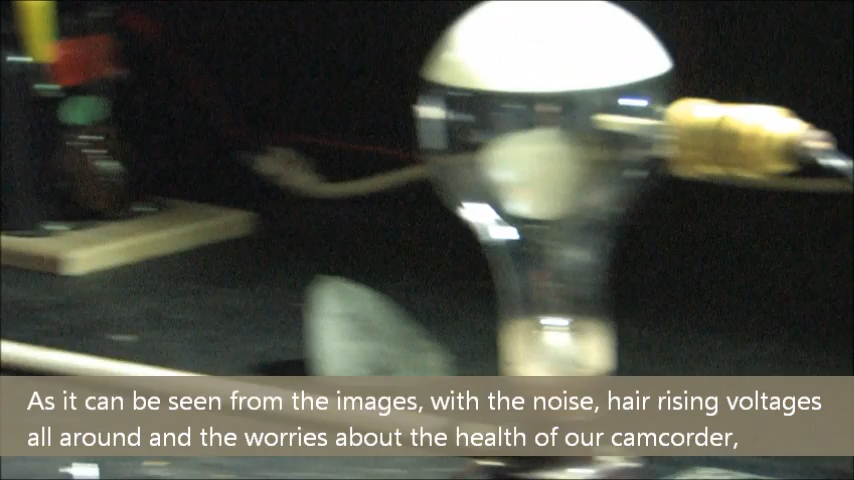 As it can be seen from the images, with the noise, hair rising voltages
all around and the worries about the health of our camcorder,